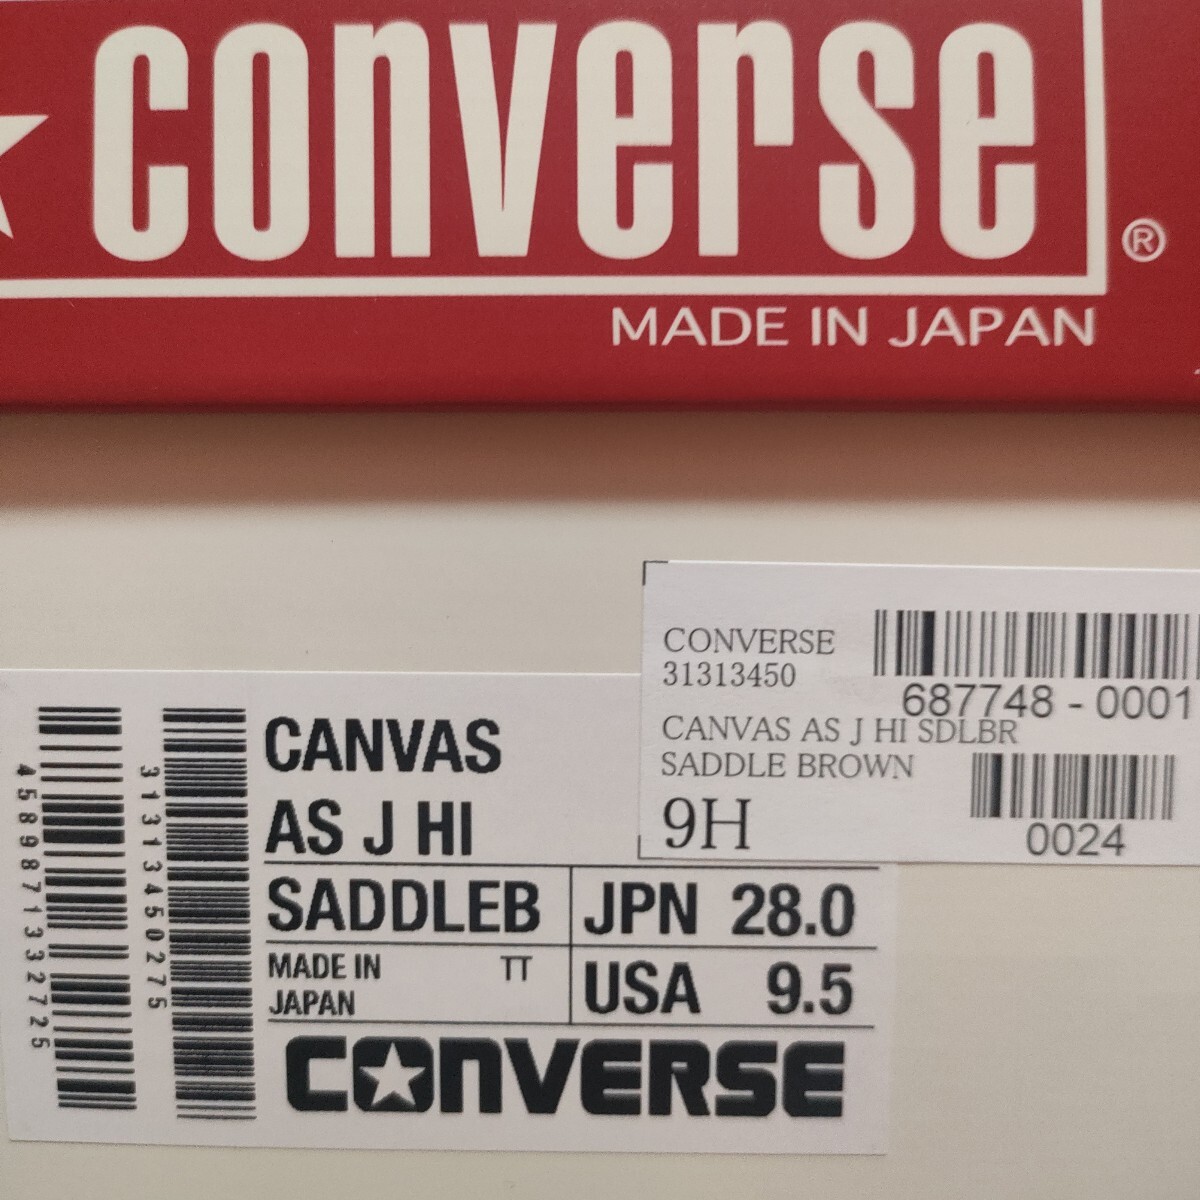 converse®
MADE IN JAPAN
CONVERSE
31313450
687748-0001
CANVAS AS J HI SDLBR
SADDLE BROWN
9H
0024
4589871332725
31313450275
CANVAS
AS J HI
SADDLEB
JPN 28.0
MADE IN TT
JAPAN
USA 9.5
CONVERSE